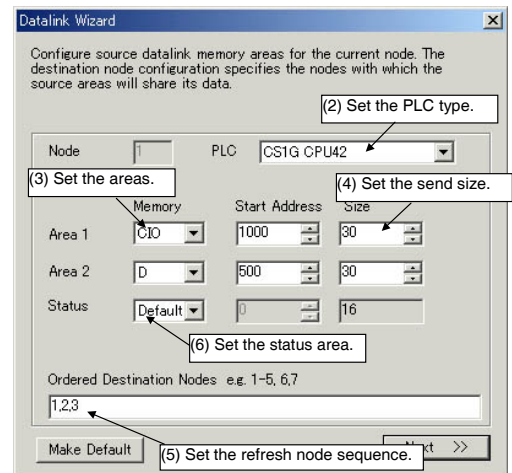 Datalink Wizard
Configure source datalink memory areas for the current node. The
destination node configuration specifies the nodes with which the
source areas will share its data.
(2) Set the PLC type.
Node 1 PLC CS1G CPU42
(3) Set the areas.
(4) Set the send size.
Memory Start Address Size
Area 1 CIO 1000 30
Area 2 D 500 30
Status Default 0 16
(6) Set the status area.
Ordered Destination Nodes e.g. 1-5, 6,7
1,2,3
Make Default
(5) Set the refresh node sequence.
>>